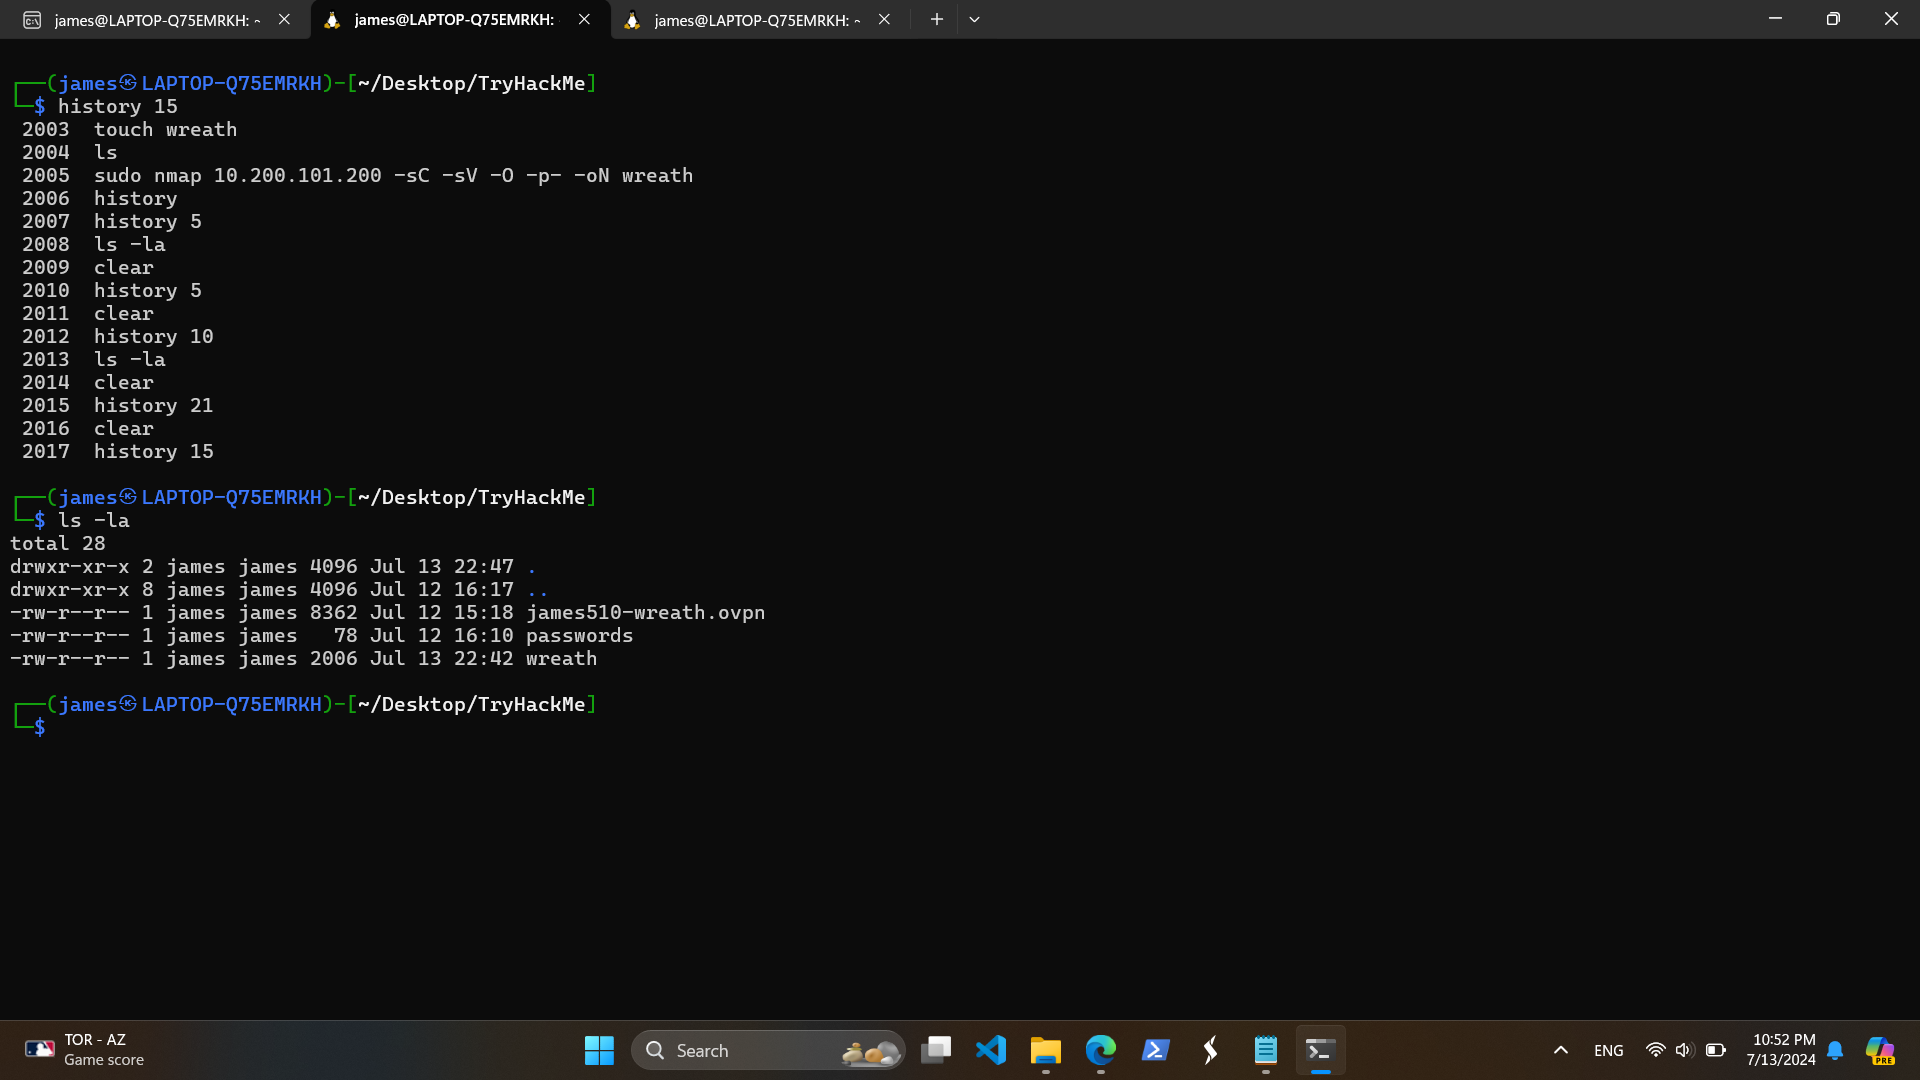 james@LAPTOP-Q75EMRKH: ~
james@LAPTOP-Q75EMRKH:
james@LAPTOP-Q75EMRKH: ~
┌──(james㉿LAPTOP-Q75EMRKH)-[~/Desktop/TryHackMe]
└─$ history 15
2003  touch wreath
2004  ls
2005  sudo nmap 10.200.101.200 -sC -sV -O -p- -oN wreath
2006  history
2007  history 5
2008  ls -la
2009  clear
2010  history 5
2011  clear
2012  history 10
2013  ls -la
2014  clear
2015  history 21
2016  clear
2017  history 15
┌──(james㉿LAPTOP-Q75EMRKH)-[~/Desktop/TryHackMe]
└─$ ls -la
total 28
drwxr-xr-x 2 james james 4096 Jul 13 22:47 .
drwxr-xr-x 8 james james 4096 Jul 12 16:17 ..
-rw-r--r-- 1 james james 8362 Jul 12 15:18 james510-wreath.ovpn
-rw-r--r-- 1 james james   78 Jul 12 16:10 passwords
-rw-r--r-- 1 james james 2006 Jul 13 22:42 wreath
┌──(james㉿LAPTOP-Q75EMRKH)-[~/Desktop/TryHackMe]
└─$
TOR - AZ
Game score
Search
ENG
10:52 PM
7/13/2024
PRE